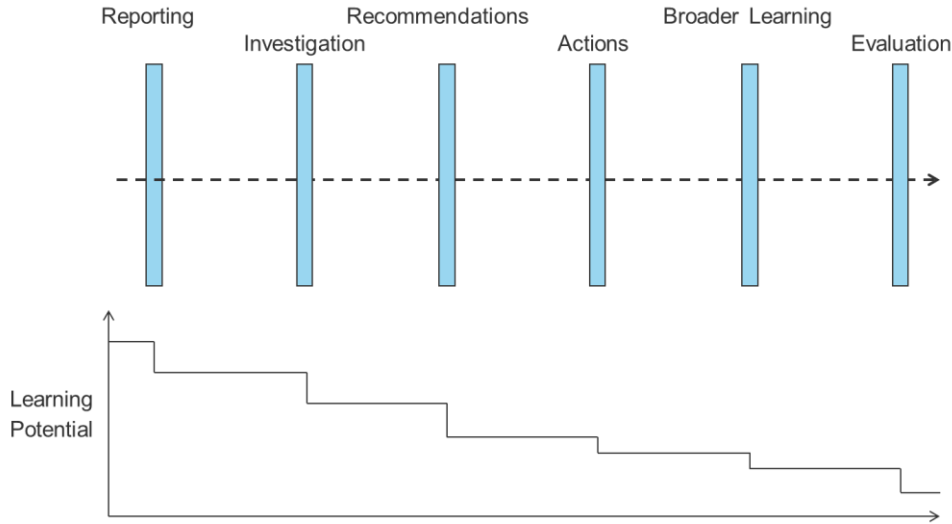 Reporting
Recommendations
Broader Learning
Investigation
Actions
Evaluation
Learning
Potential